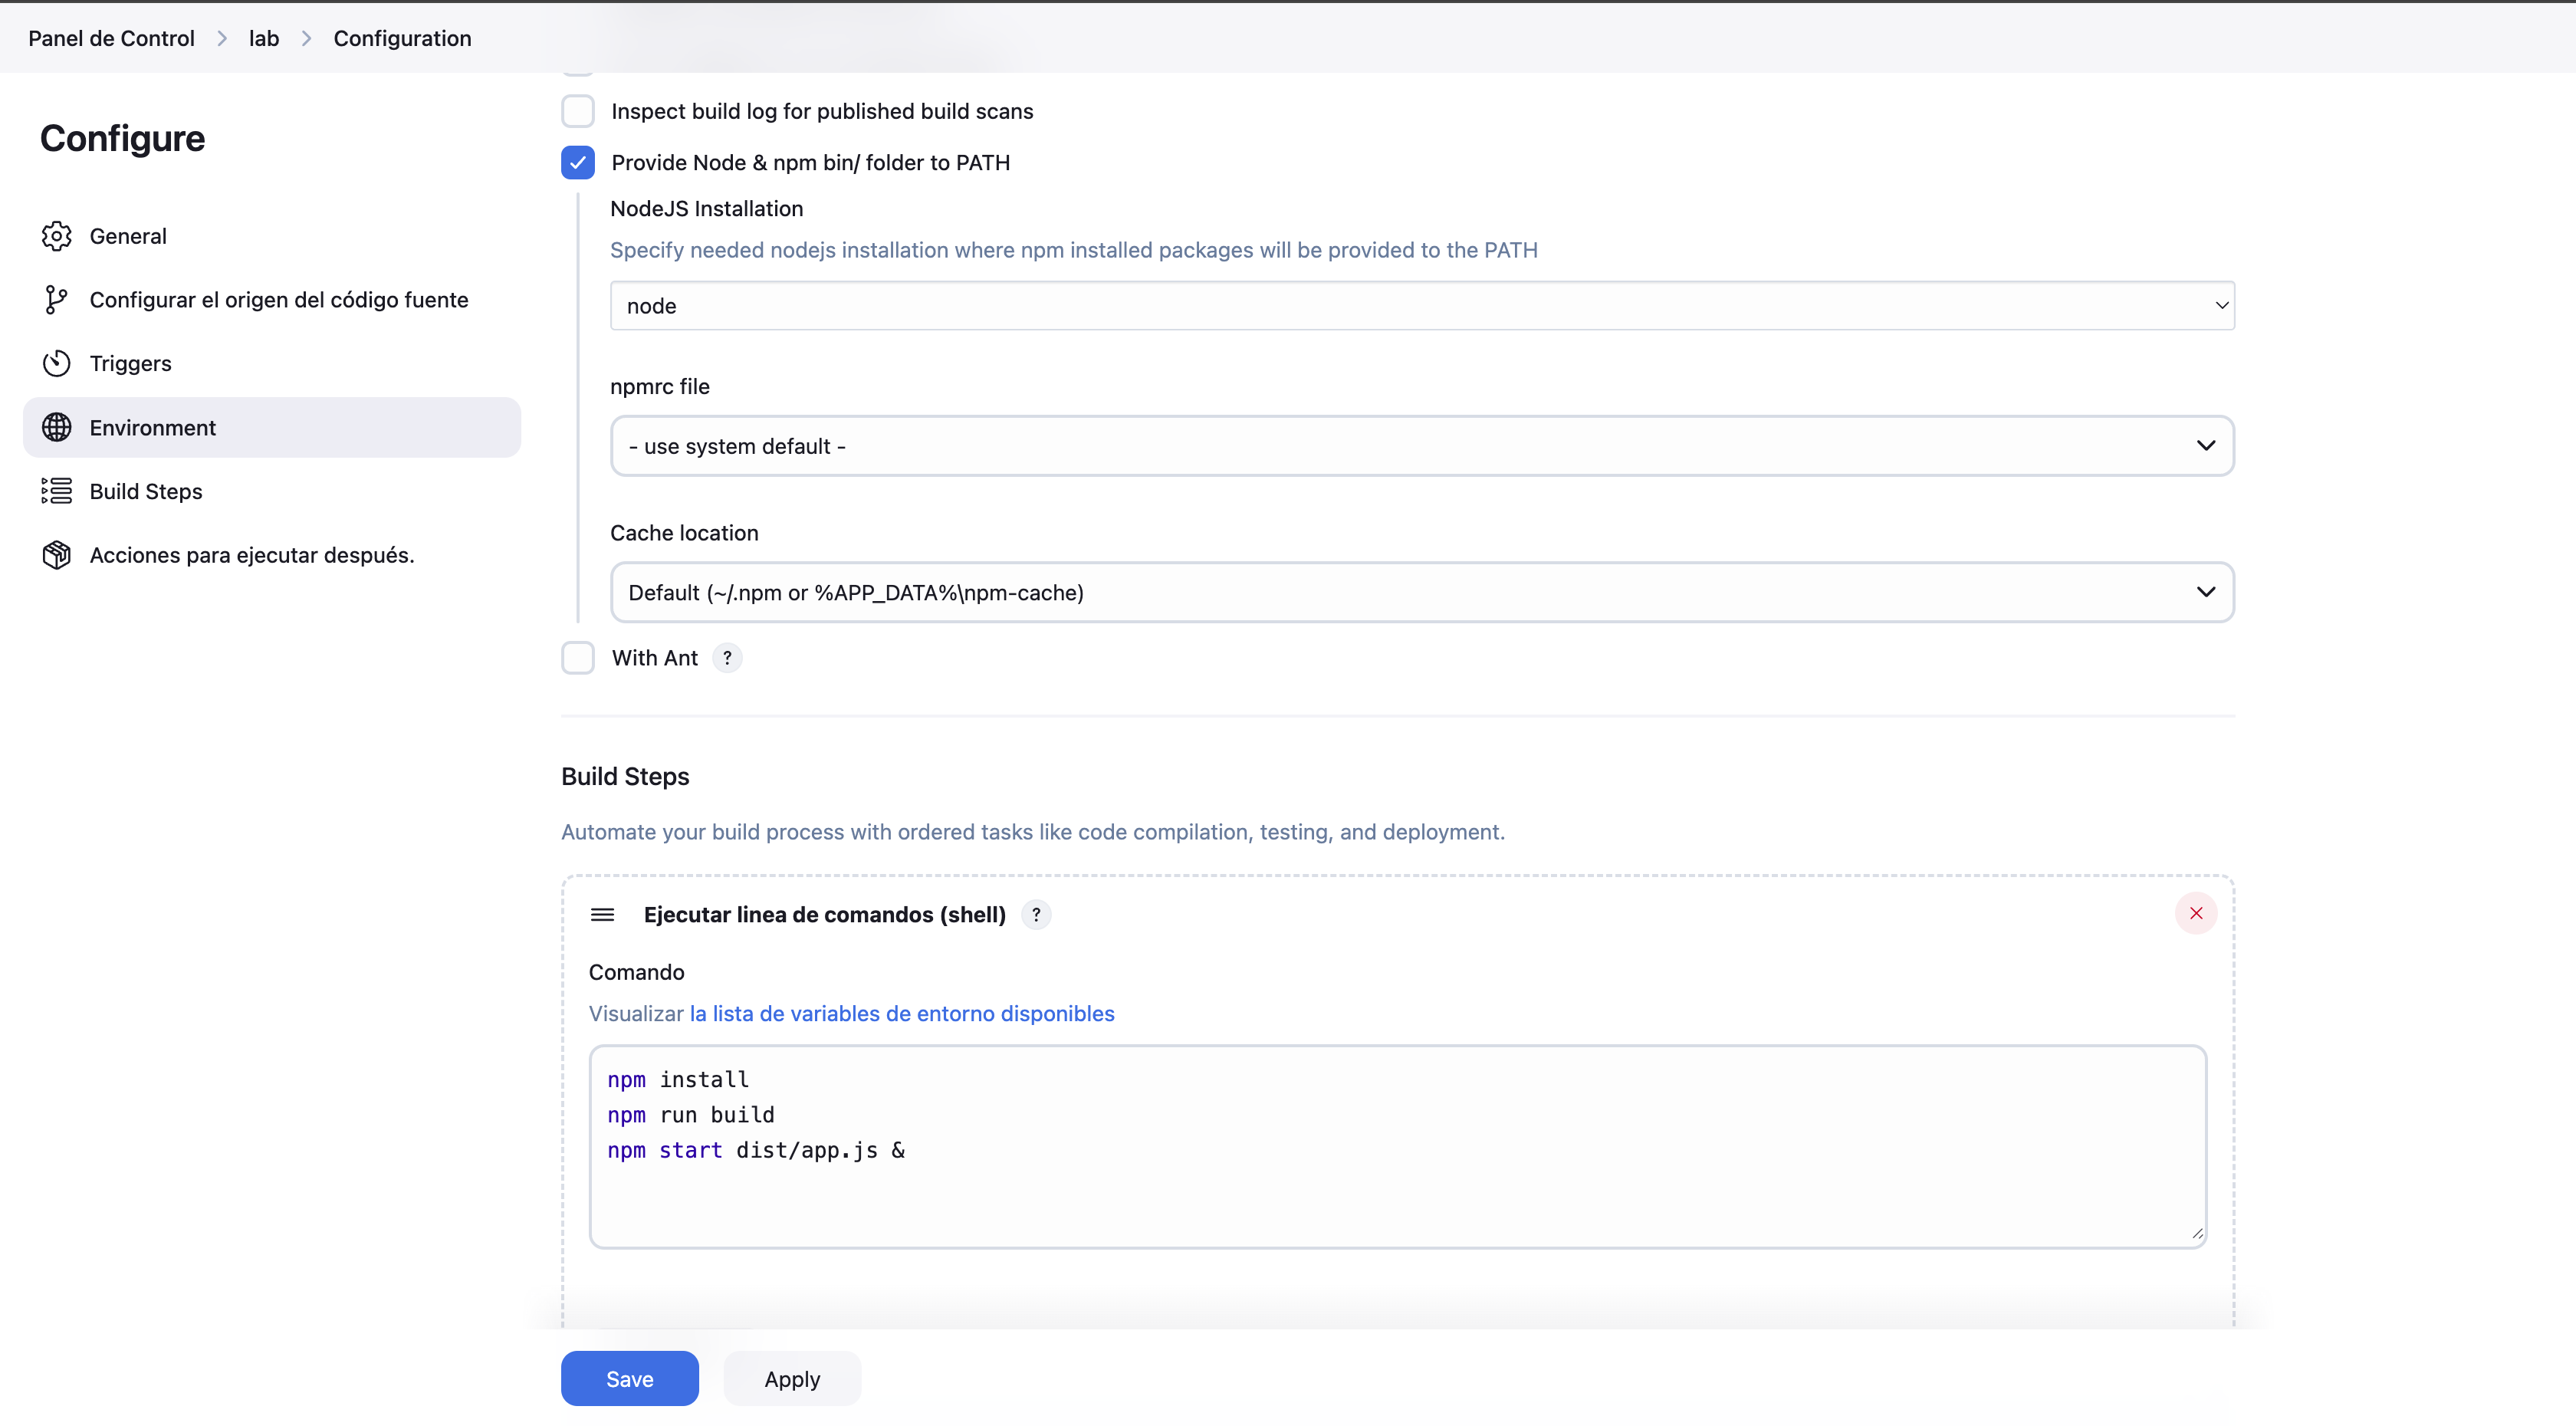 Panel de Control > lab > Configuration
Configure
General
Configurar el origen del código fuente
Triggers
Environment
Build Steps
Acciones para ejecutar después.
Inspect build log for published build scans
Provide Node & npm bin/ folder to PATH
NodeJS Installation
Specify needed nodejs installation where npm installed packages will be provided to the PATH
node
npmrc file
- use system default -
Cache location
Default (~/.npm or %APP_DATA%\npm-cache)
With Ant ?
Build Steps
Automate your build process with ordered tasks like code compilation, testing, and deployment.
Ejecutar linea de comandos (shell) ?
Comando
Visualizar la lista de variables de entorno disponibles
npm install
npm run build
npm start dist/app.js &
Save Apply